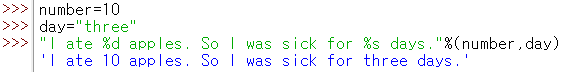 >>> number=10
>>> day="three"
>>> "I ate %d apples. So I was sick for %s days."%(number,day)
'I ate 10 apples. So I was sick for three days.'